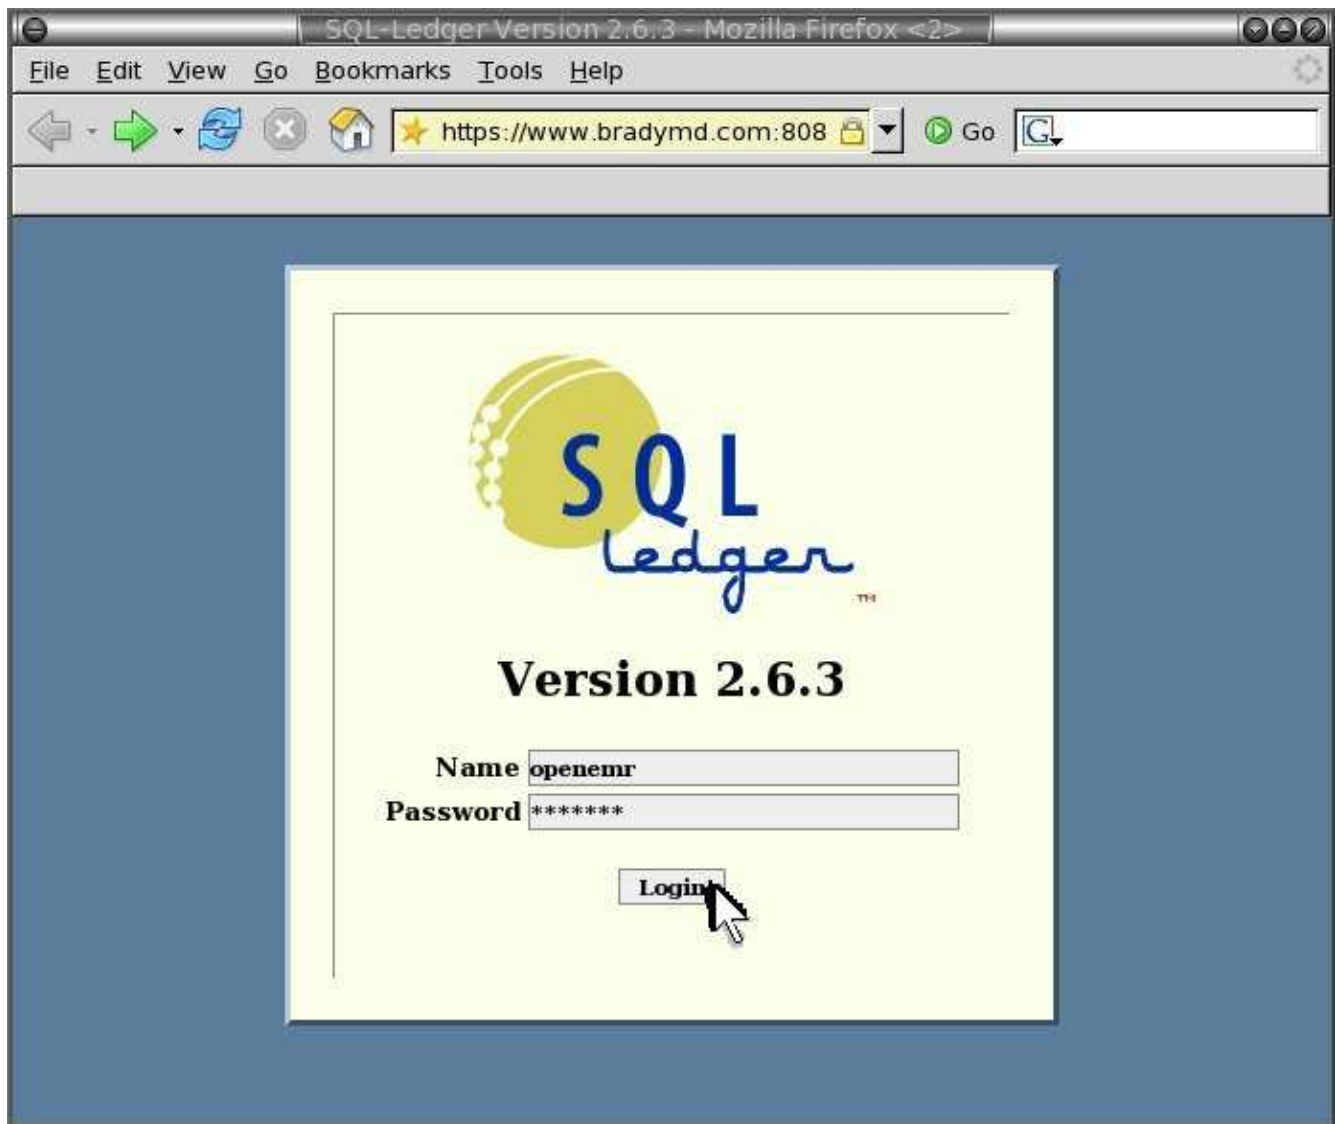 SQL-Ledger Version 2.6.3 - Mozilla Firefox <2>
File Edit View Go Bookmarks Tools Help
https://www.bradymd.com:808 Go G
SQL
Ledger
TM
Version 2.6.3
Name openemr
Password *******
Login